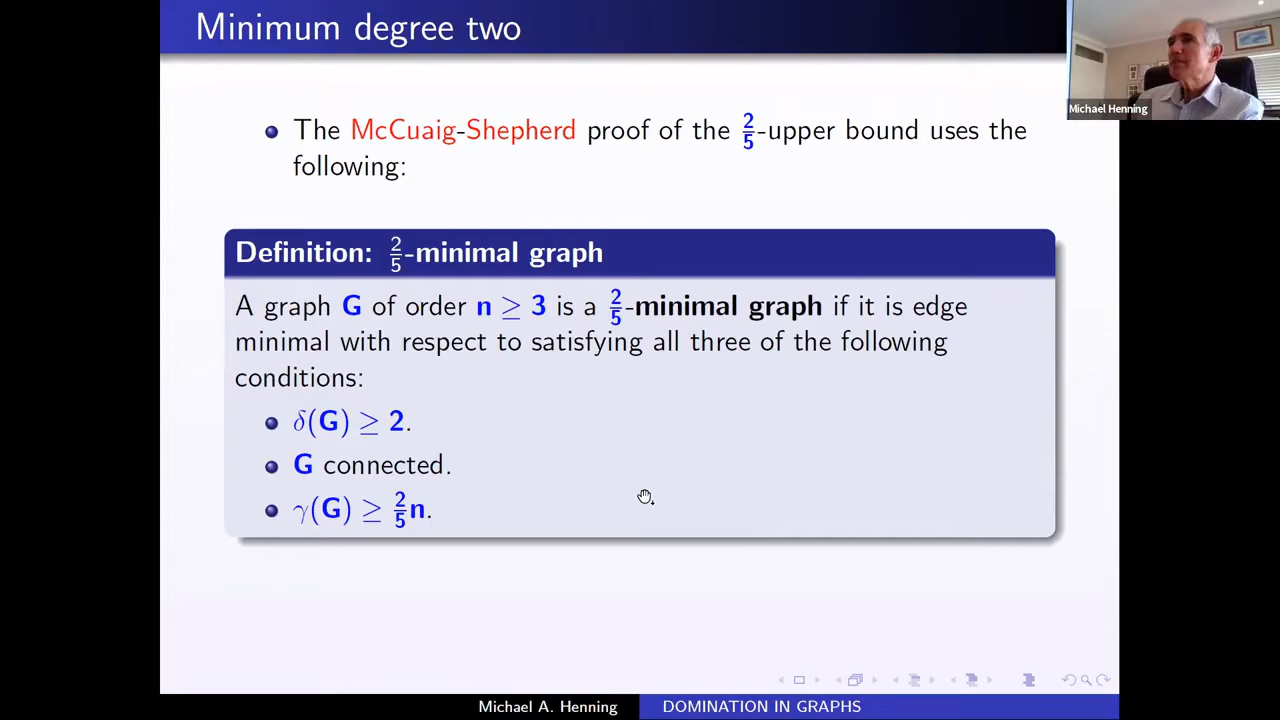 Minimum degree two
Michael Henning
The McCuaig-Shepherd proof of the 2/5-upper bound uses the
following:
Definition: 2/5-minimal graph
A graph G of order n ≥ 3 is a 2/5-minimal graph if it is edge
minimal with respect to satisfying all three of the following
conditions:
δ(G) ≥ 2.
G connected.
γ(G) ≥ 2/5n.
Michael A. Henning DOMINATION IN GRAPHS